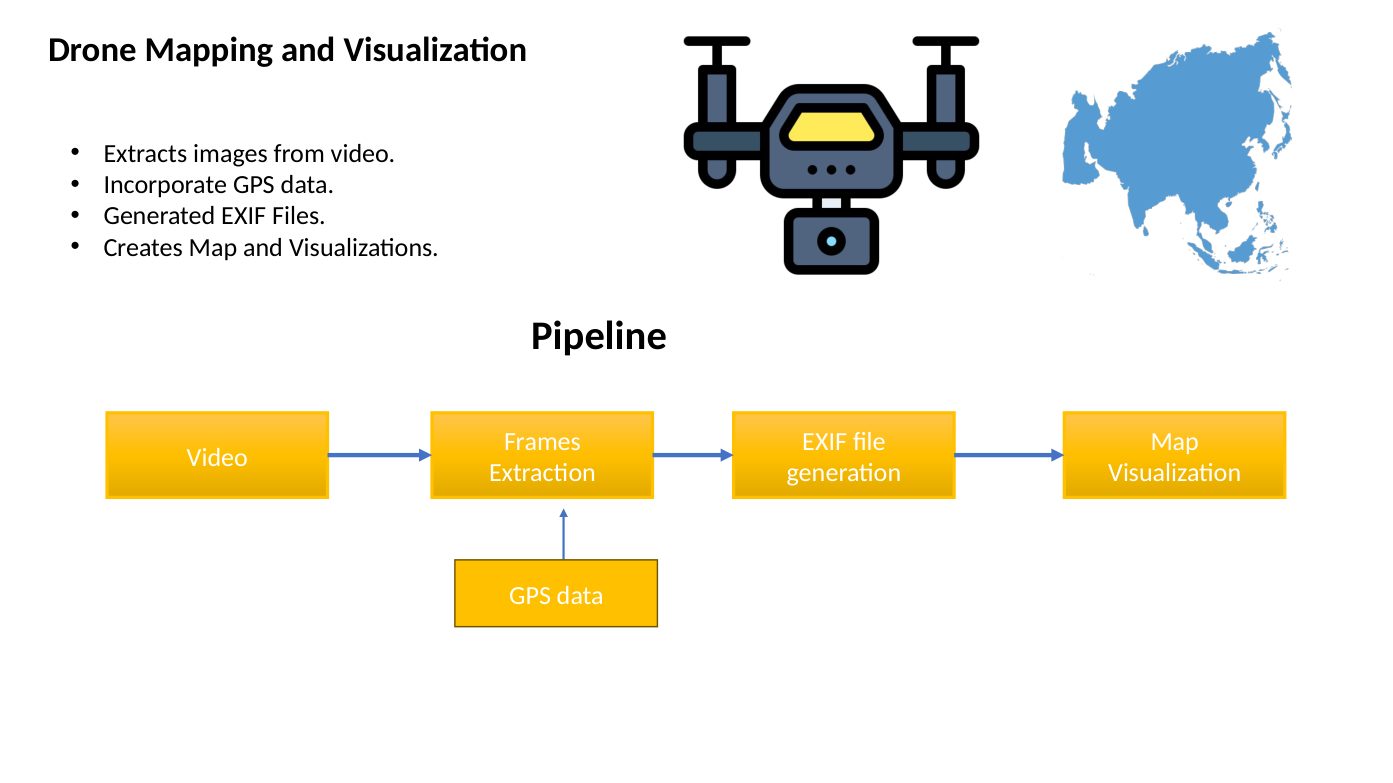 Drone Mapping and Visualization
• Extracts images from video.
• Incorporate GPS data.
• Generated EXIF Files.
• Creates Map and Visualizations.
Pipeline
Video
Frames
Extraction
EXIF file
generation
Map
Visualization
GPS data